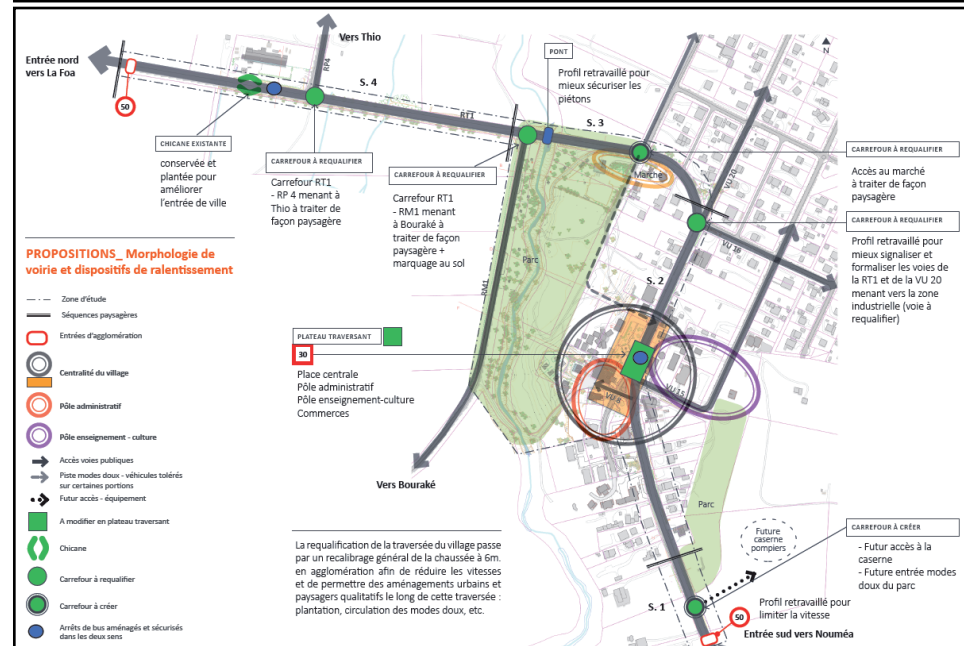 Entrée nord
vers La Foa
50
Vers Thio
RP4
S. 4
RT1
PONT
Profil retravaillé pour
mieux sécuriser les
piétons
S. 3
N
CHICANE EXISTANTE
conservée et
plantée pour
améliorer
l'entrée de ville
CARREFOUR À REQUALIFIER
Carrefour RT1
- RP 4 menant à
Thio à traiter de
façon paysagère
CARREFOUR À REQUALIFIER
Carrefour RT1
- RM1 menant
à Bouraké à
traiter de façon
paysagère +
marquage au sol
Marché
VU 20
CARREFOUR À REQUALIFIER
Accès au marché
à traiter de façon
paysagère
CARREFOUR À REQUALIFIER
Profil retravaillé pour
mieux signaliser et
formaliser les voies de
la RT1 et de la VU 20
menant vers la zone
industrielle (voie à
requalifier)
S. 2
Parc
RM1
PLATEAU TRAVERSANT
30
Place centrale
Pôle administratif
Pôle enseignement-culture
Commerces
VU 8
VU 15
Vers Bouraké
Parc
Future
caserne
pompiers
CARREFOUR À CRÉER
- Futur accès à la
caserne
- Future entrée modes
doux du parc
S. 1
Profil retravaillé pour
limiter la vitesse
50
Entrée sud vers Nouméa
PROPOSITIONS_ Morphologie de
voirie et dispositifs de ralentissement
Zone d'étude
Séquences paysagères
Entrées d'agglomération
Centralité du village
Pôle administratif
Pôle enseignement - culture
Accès voies publiques
Piste modes doux - véhicules tolérés
sur certaines portions
Futur accès - équipement
A modifier en plateau traversant
Chicane
Carrefour à requalifier
Carrefour à créer
Arrêts de bus aménagés et sécurisés
dans les deux sens
La requalification de la traversée du village passe
par un recalibrage général de la chaussée à 6m.
en agglomération afin de réduire les vitesses
et de permettre des aménagements urbains et
paysagers qualitatifs le long de cette traversée :
plantation, circulation des modes doux, etc.